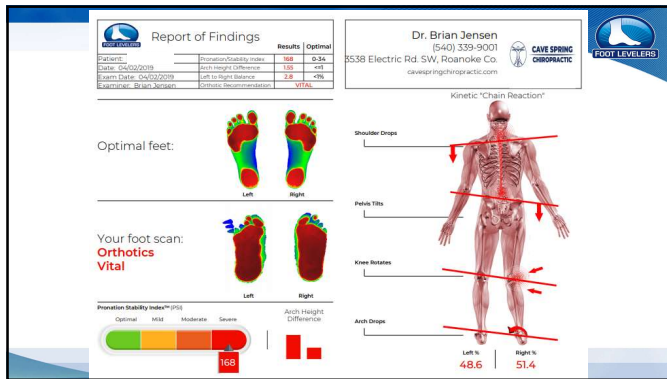 FOOT LEVELERS
Report of Findings
Results Optimal
Patient:
Pronation/Stability Index 168 0-34
Date: 04/02/2019
Arch Height Difference 1.55 <=1
Exam Date: 04/02/2019
Left to Right Balance 2.8 <1%
Examiner: Brian Jensen
Orthotic Recommendation VITAL
Optimal feet:
Left Right
Your foot scan:
Orthotics
Vital
Left Right
Pronation Stability Index™ (PSI)
Optimal Mild Moderate Severe
168
Arch Height
Difference
Dr. Brian Jensen
(540) 339-9001
3538 Electric Rd. SW, Roanoke Co.
cavespringchiropractic.com
CAVE SPRING
CHIROPRACTIC
FOOT LEVELERS
Kinetic "Chain Reaction"
Shoulder Drops
Pelvis Tilts
Knee Rotates
Arch Drops
Left % Right %
48.6 51.4